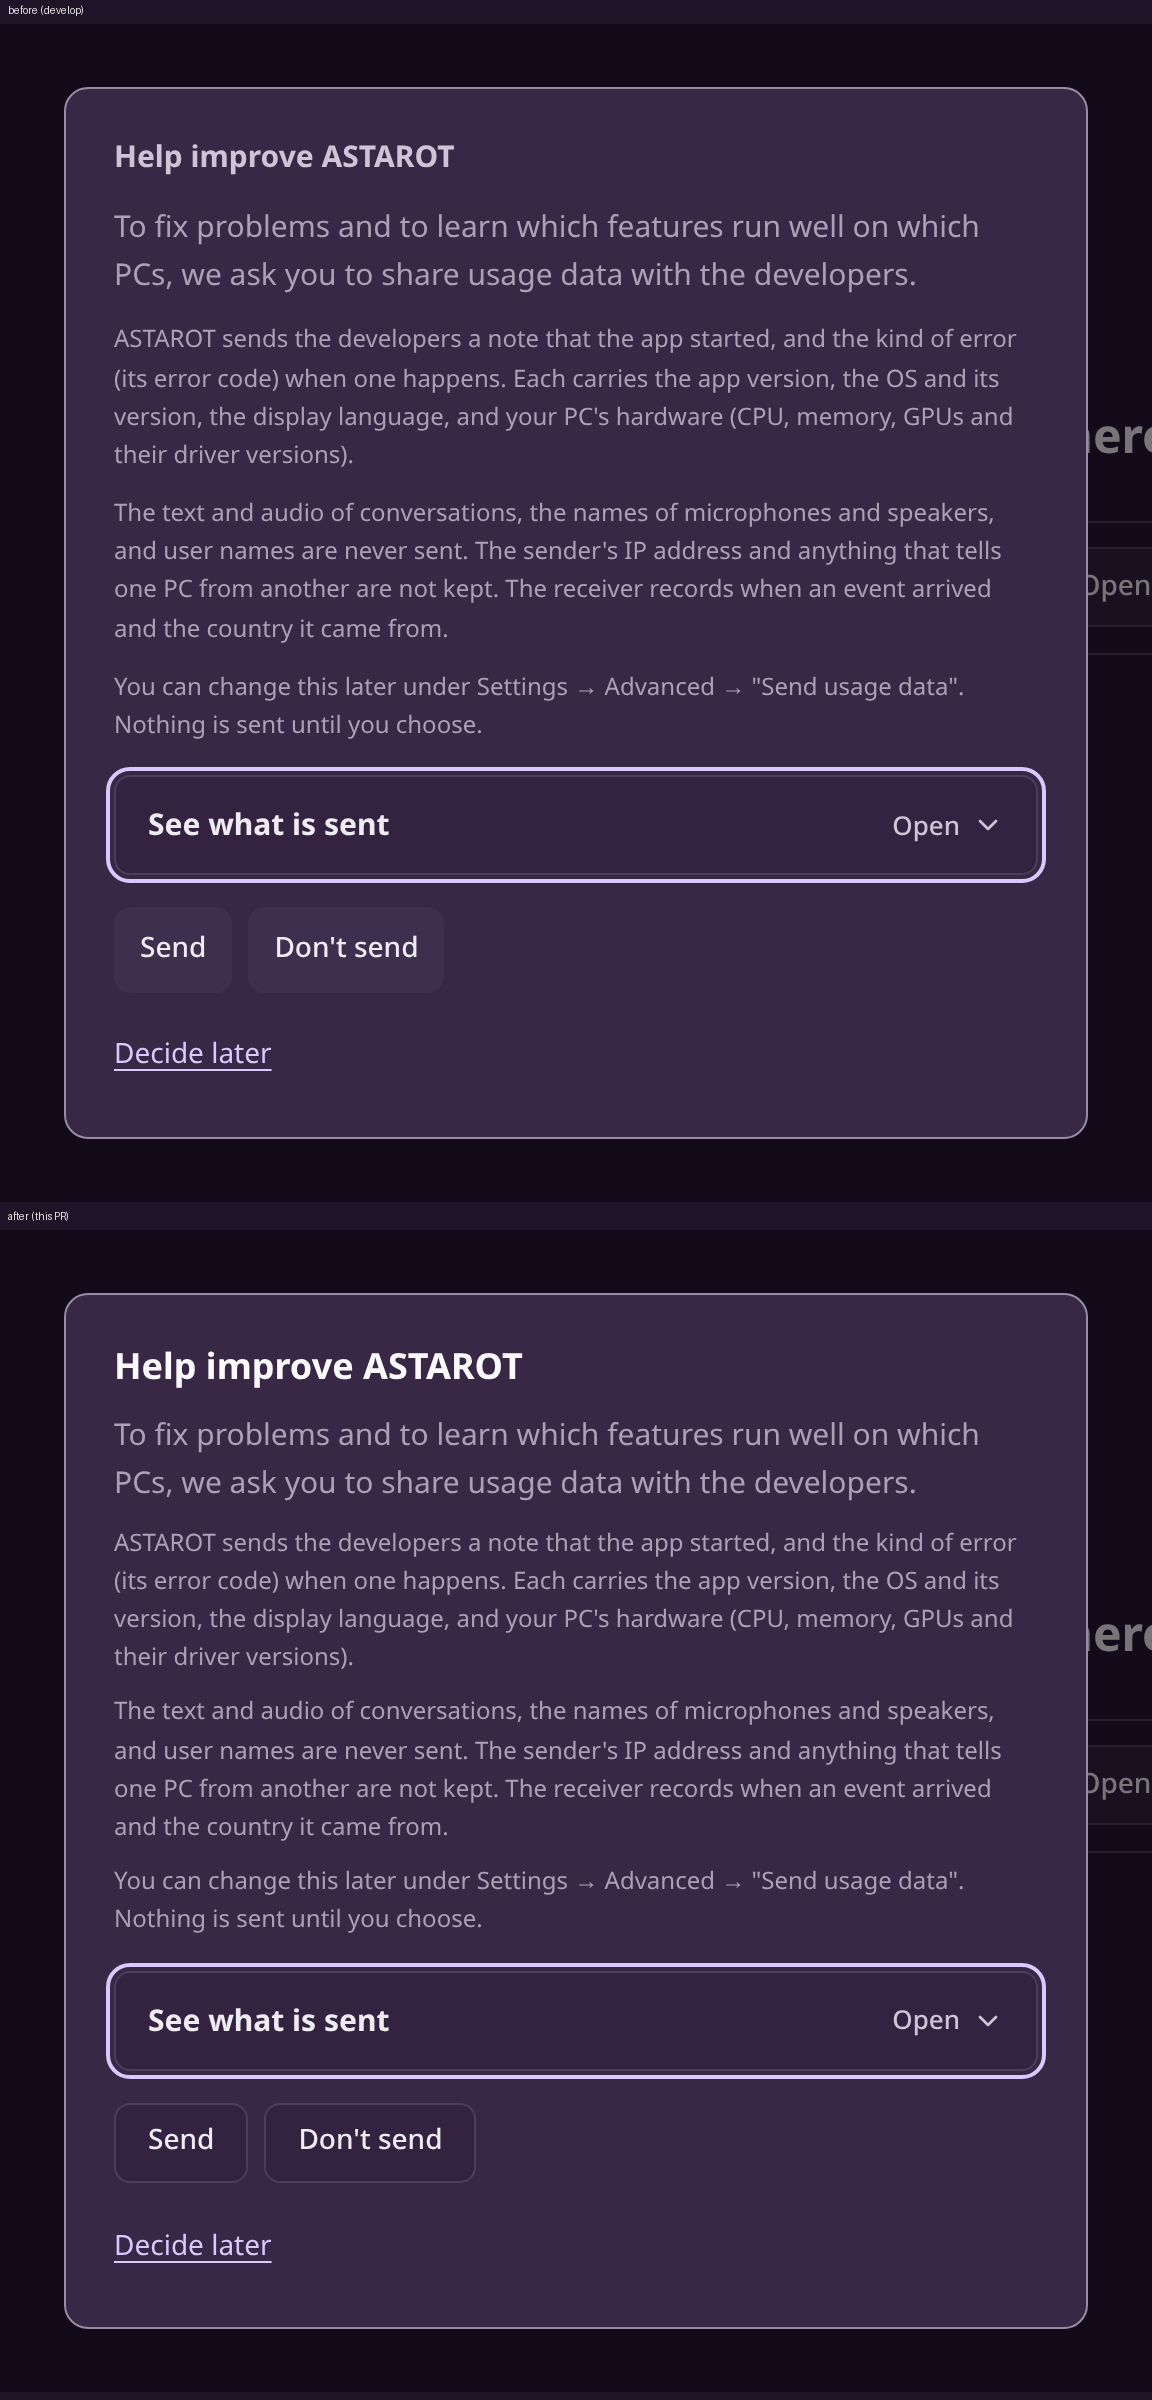 before (develop)
Help improve ASTAROT
To fix problems and to learn which features run well on which
PCs, we ask you to share usage data with the developers.
ASTAROT sends the developers a note that the app started, and the kind of error
(its error code) when one happens. Each carries the app version, the OS and its
version, the display language, and your PC's hardware (CPU, memory, GPUs and
their driver versions).
The text and audio of conversations, the names of microphones and speakers,
and user names are never sent. The sender's IP address and anything that tells
one PC from another are not kept. The receiver records when an event arrived
and the country it came from.
You can change this later under Settings → Advanced → "Send usage data".
Nothing is sent until you choose.
See what is sent Open
Send Don't send
Decide later
Open
after (this PR)
Help improve ASTAROT
To fix problems and to learn which features run well on which
PCs, we ask you to share usage data with the developers.
ASTAROT sends the developers a note that the app started, and the kind of error
(its error code) when one happens. Each carries the app version, the OS and its
version, the display language, and your PC's hardware (CPU, memory, GPUs and
their driver versions).
The text and audio of conversations, the names of microphones and speakers,
and user names are never sent. The sender's IP address and anything that tells
one PC from another are not kept. The receiver records when an event arrived
and the country it came from.
You can change this later under Settings → Advanced → "Send usage data".
Nothing is sent until you choose.
See what is sent Open
Send Don't send
Decide later
Open